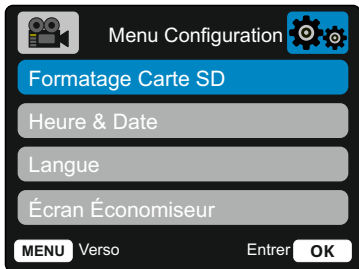 Menu Configuration
Formatage Carte SD
Heure & Date
Langue
Écran Économiseur
MENU Verso Entrer OK